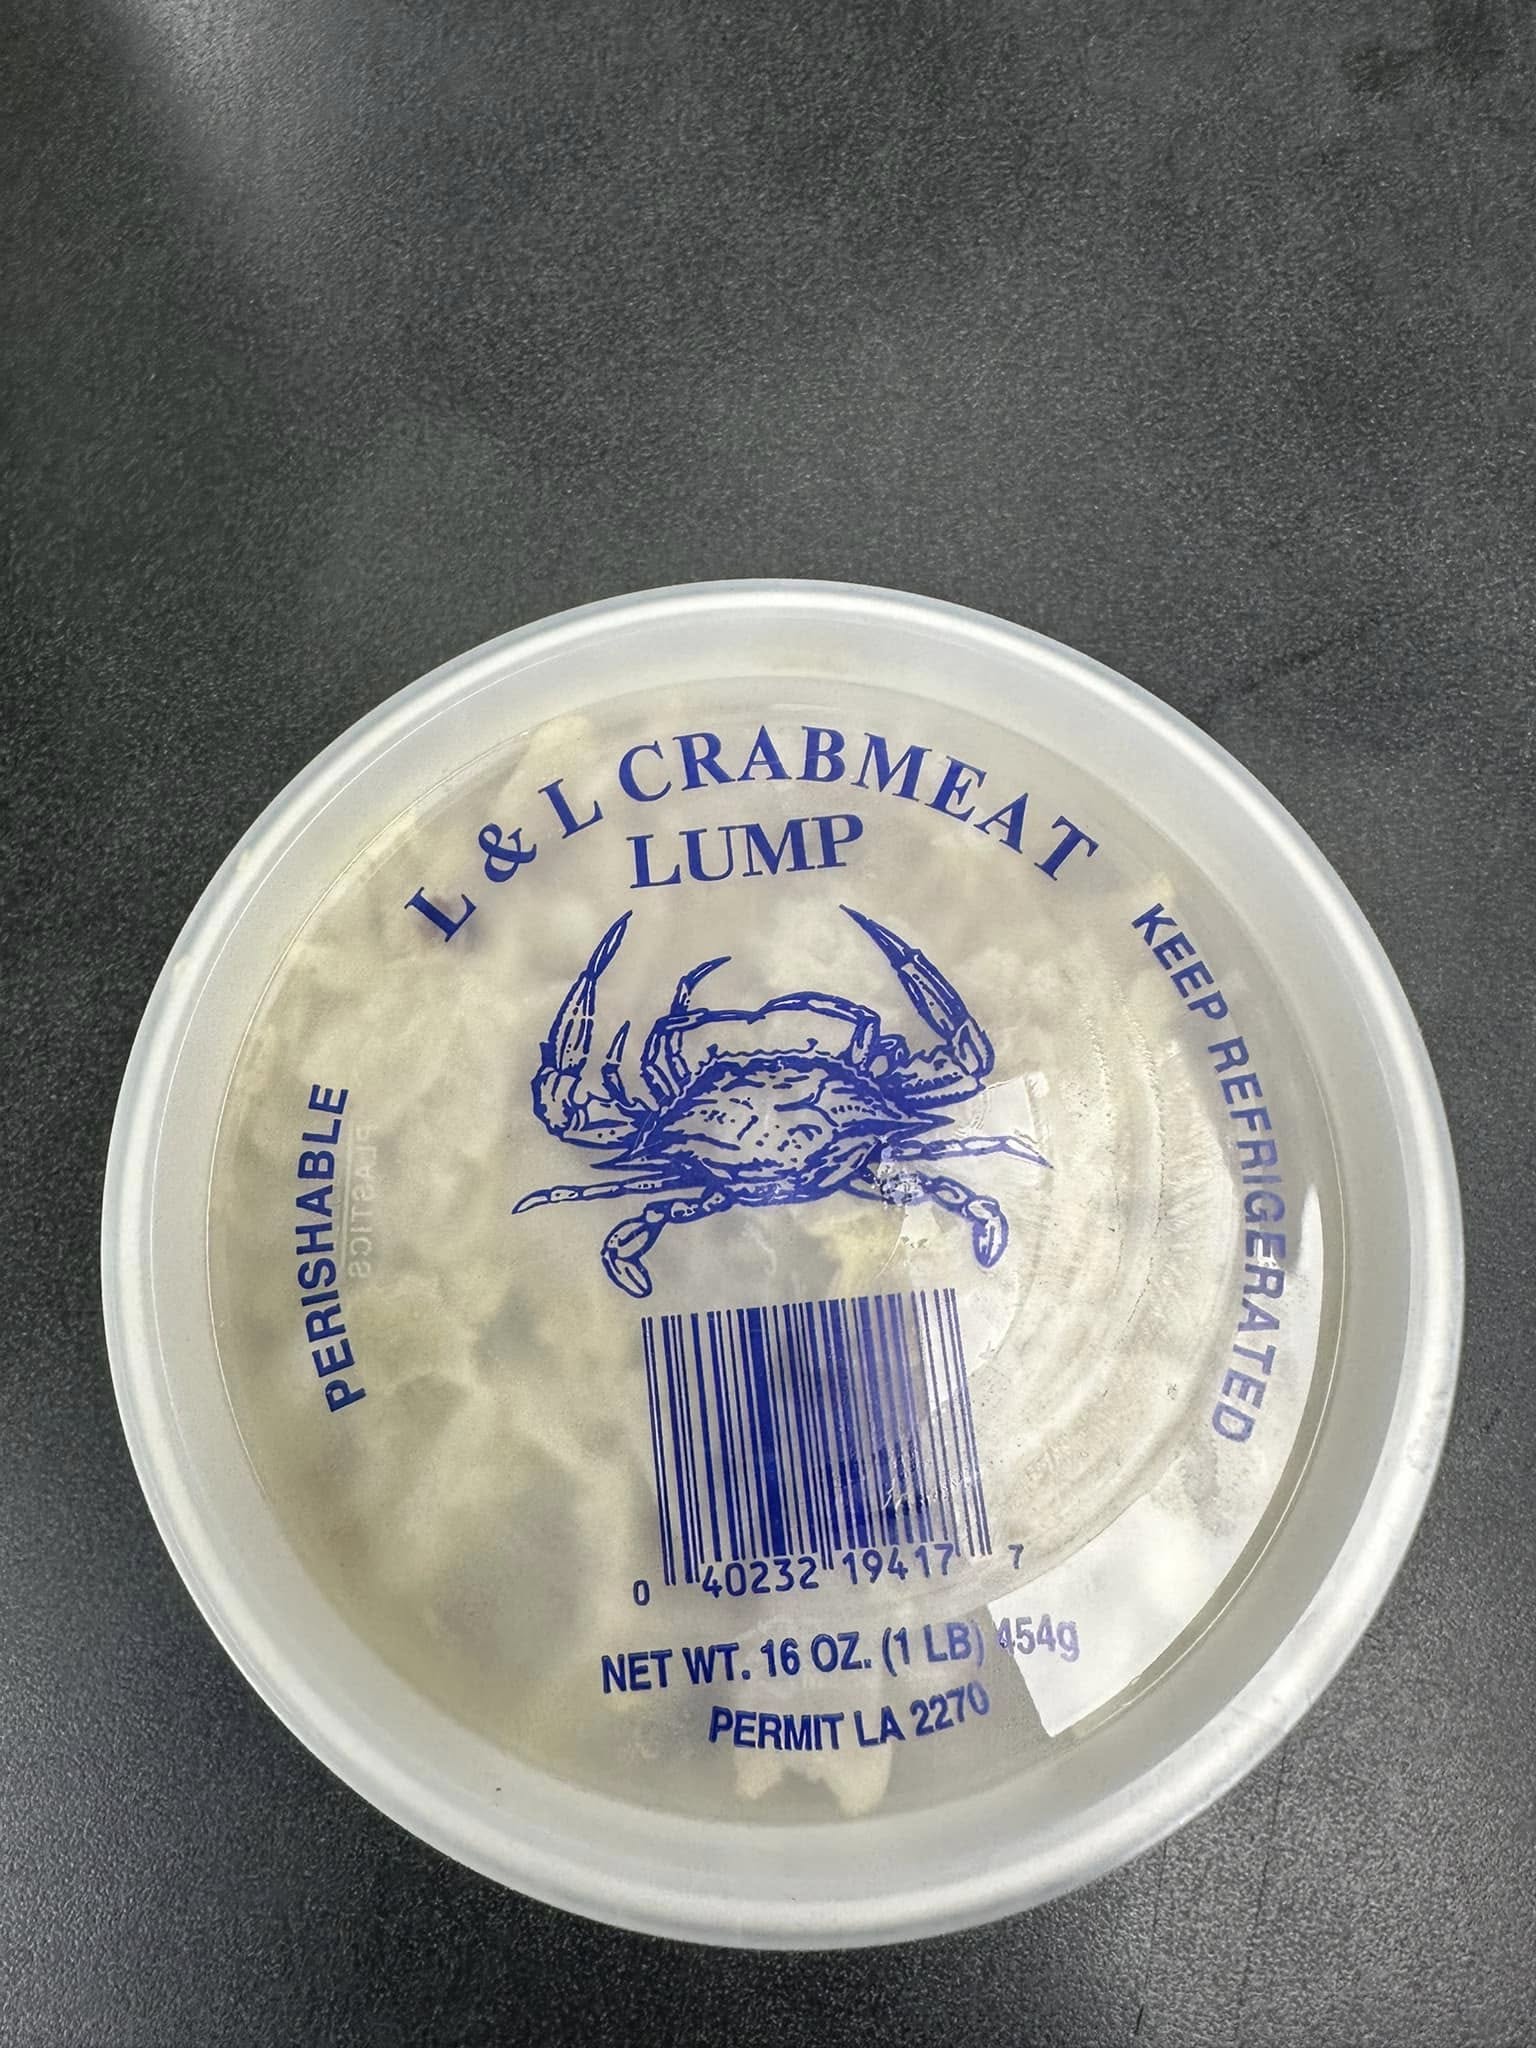 L & L CRABMEAT
LUMP
PERISHABLE
KEEP REFRIGERATED
PLASTICS
0 40232 19417 7
NET WT. 16 OZ. (1 LB) 454g
PERMIT LA 2270